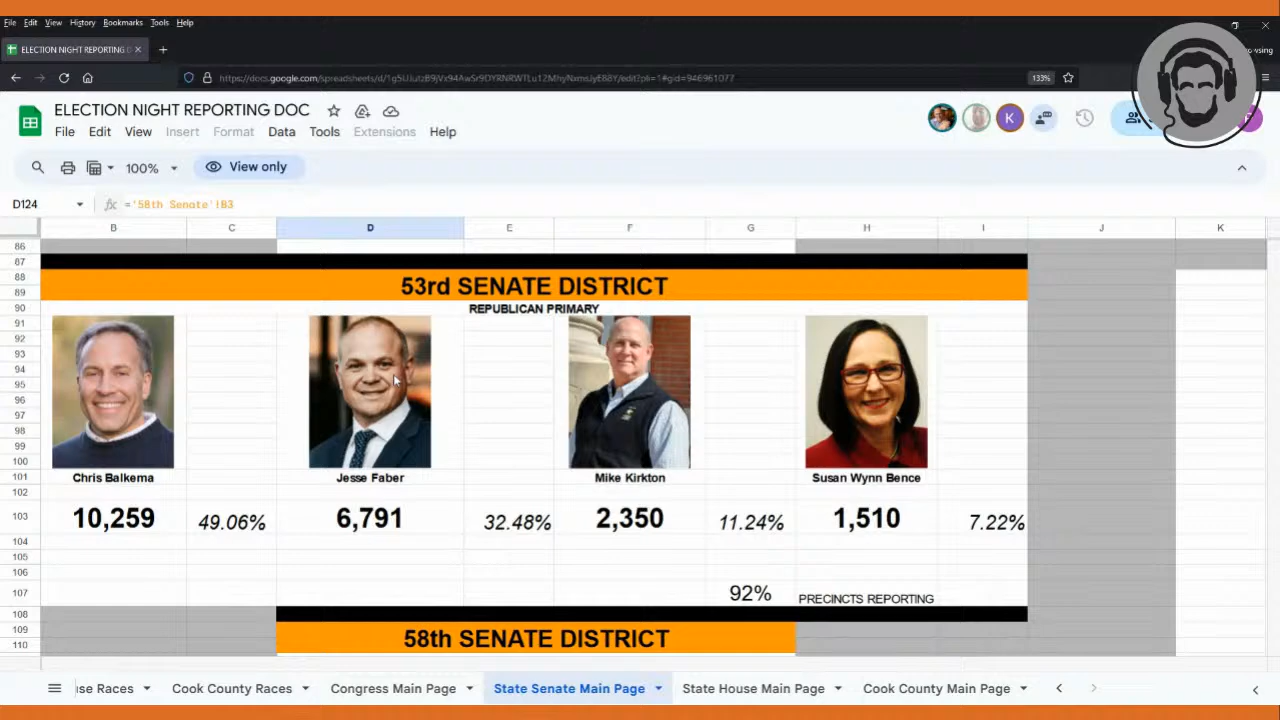 File Edit View History Bookmarks Tools Help
ELECTION NIGHT REPORTING D
ELECTION NIGHT REPORTING DOC
File Edit View Insert Format Data Tools Extensions Help
K
100% View only
133%
D124 fx ='58th Senate'!B3
B C D E F G H I J K
86
87
88
53rd SENATE DISTRICT
89
90 REPUBLICAN PRIMARY
91
92
93
94
95
96
97
98
99
100
101 Chris Balkema Jesse Faber Mike Kirkton Susan Wynn Bence
102
103 10,259 49.06% 6,791 32.48% 2,350 11.24% 1,510 7.22%
104
105
106
107 92% PRECINCTS REPORTING
108
109 58th SENATE DISTRICT
110
use Races Cook County Races Congress Main Page State Senate Main Page State House Main Page Cook County Main Page